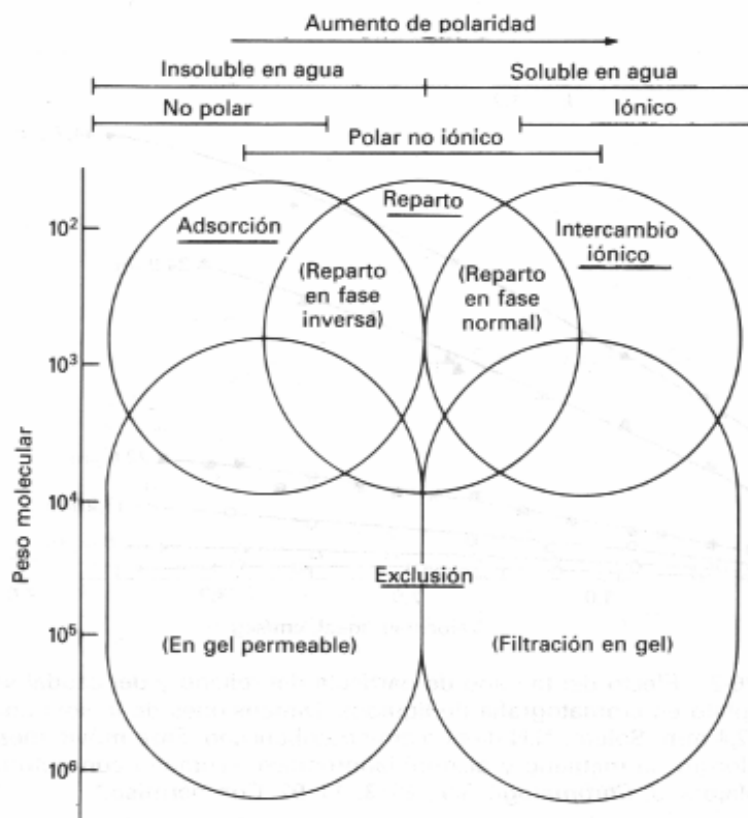 Aumento de polaridad
Insoluble en agua
Soluble en agua
No polar
Iónico
Polar no iónico
Adsorción
Reparto
Intercambio
iónico
(Reparto
en fase
inversa)
(Reparto
en fase
normal)
Peso molecular
10²
10³
10⁴
10⁵
10⁶
Exclusión
(En gel permeable)
(Filtración en gel)